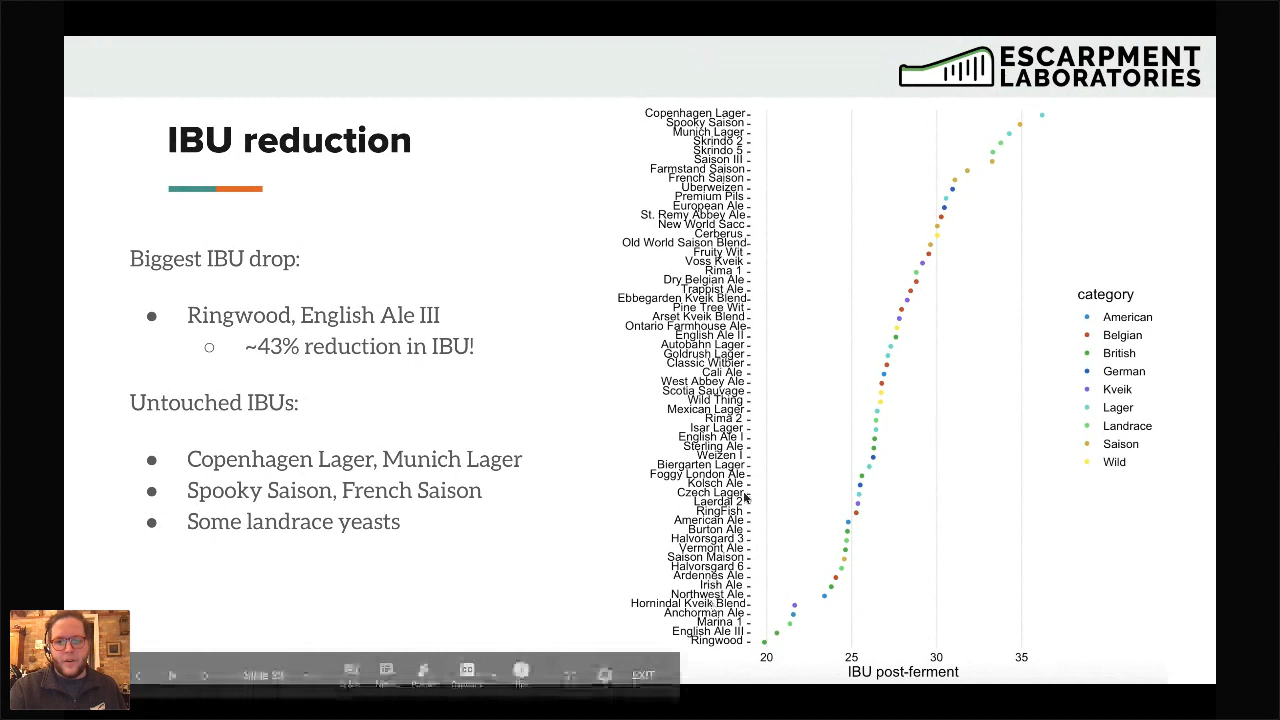 ESCARPMENT
LABORATORIES
IBU reduction
Biggest IBU drop:
● Ringwood, English Ale III
○ ~43% reduction in IBU!
Untouched IBUs:
● Copenhagen Lager, Munich Lager
● Spooky Saison, French Saison
● Some landrace yeasts
Copenhagen Lager
Spooky Saison
Munich Lager
Skrindo 2
Skrindo 5
Saison III
Farmstand Saison
French Saison
Uberweizen
Premium Pils
European Ale
St. Remy Abbey Ale
New World Sacc
Cerberus
Old World Saison Blend
Fruity Wit
Voss Kveik
Rima 1
Dry Belgian Ale
Trappist Ale
Ebbegarden Kveik Blend
Pine Tree Wit
Arset Kveik Blend
Ontario Farmhouse Ale
English Ale II
Autobahn Lager
Goldrush Lager
Classic Witbier
Cali Ale
West Abbey Ale
Scotia Sauvage
Wild Thing
Mexican Lager
Rima 2
Isar Lager
English Ale I
Sterling Ale
Weizen I
Biergarten Lager
Foggy London Ale
Kolsch Ale
Czech Lager
Laerdal 2
RingFish
American Ale
Burton Ale
Halvorsgard 3
Vermont Ale
Saison Maison
Halvorsgard 6
Ardennes Ale
Irish Ale
Northwest Ale
Hornindal Kveik Blend
Anchorman Ale
Marina 1
English Ale III
Ringwood
20 25 30 35
IBU post-ferment
category
American
Belgian
British
German
Kveik
Lager
Landrace
Saison
Wild
EXIT